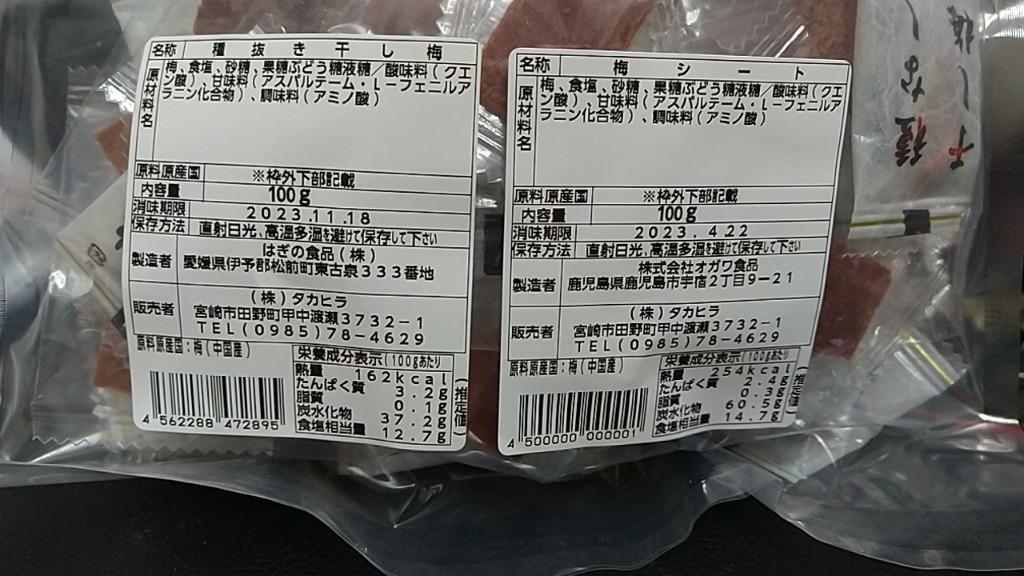 名称 種抜き干し梅
原材料名 梅、食塩、砂糖、果糖ぶどう糖液糖／酸味料（クエ
ン酸）、甘味料（アスパルテーム・L－フェニルア
ラニン化合物）、調味料（アミノ酸）
原料原産国 ※枠外下部記載
内容量 100g
消味期限 2023.11.18
保存方法 直射日光、高温多湿を避けて保存して下さい
製造者 はぎの食品（株）
愛媛県伊予郡松前町東古泉333番地
販売者 （株）タカヒラ
宮崎市田野町甲中渡瀬3732－1
TEL(0985)78-4629
原料原産国：梅（中国産）
栄養成分表示（100gあたり）
熱量 162kcal
たんぱく質 3.2g
脂質 0.1g
炭水化物 37.2g
食塩相当量 12.7g
（推定値）
4 562288 472895
名称 梅シート
原材料名 梅、食塩、砂糖、果糖ぶどう糖液糖／酸味料（クエ
ン酸）、甘味料（アスパルテーム・L－フェニルア
ラニン化合物）、調味料（アミノ酸）
原料原産国 ※枠外下部記載
内容量 100g
消味期限 2023. 4.22
保存方法 直射日光、高温多湿を避けて保存して下さい
製造者 株式会社オガワ食品
鹿児島県鹿児島市宇宿2丁目9－21
販売者 （株）タカヒラ
宮崎市田野町甲中渡瀬3732－1
TEL(0985)78-4629
原料原産国：梅（中国産）
栄養成分表示（100gあたり）
熱量 254kcal
たんぱく質 2.4g
脂質 0.3g
炭水化物 60.5g
食塩相当量 14.7g
（推定値）
4 500000 000001
種なし
干し梅